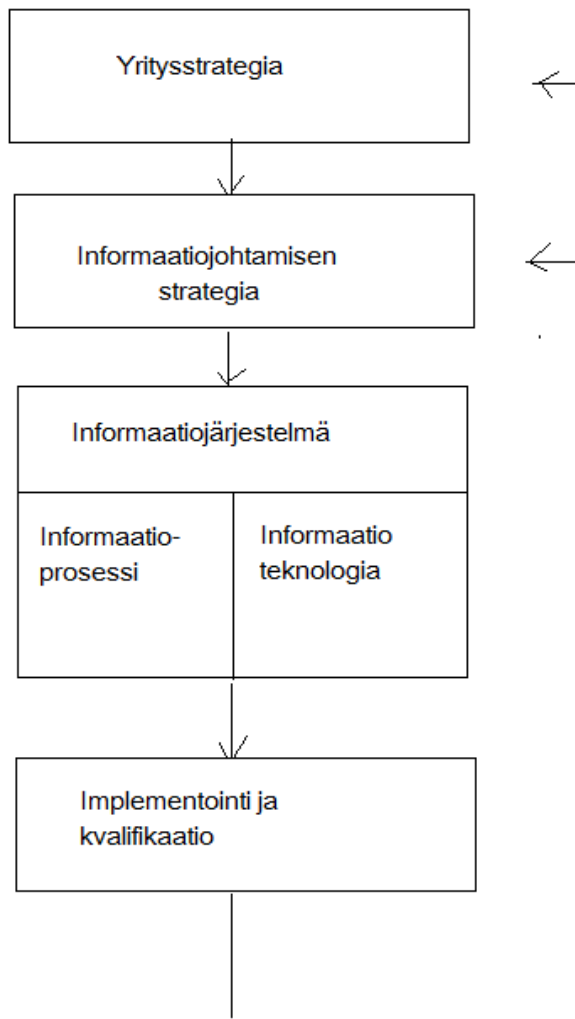 Yritysstrategia
Informaatiojohtamisen
strategia
Informaatiojärjestelmä
Informaatio-
prosessi
Informaatio
teknologia
Implementointi ja
kvalifikaatio